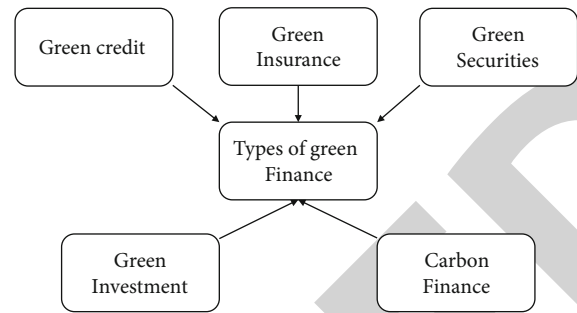 Green credit
Green
Insurance
Green
Securities
Types of green
Finance
Green
Investment
Carbon
Finance